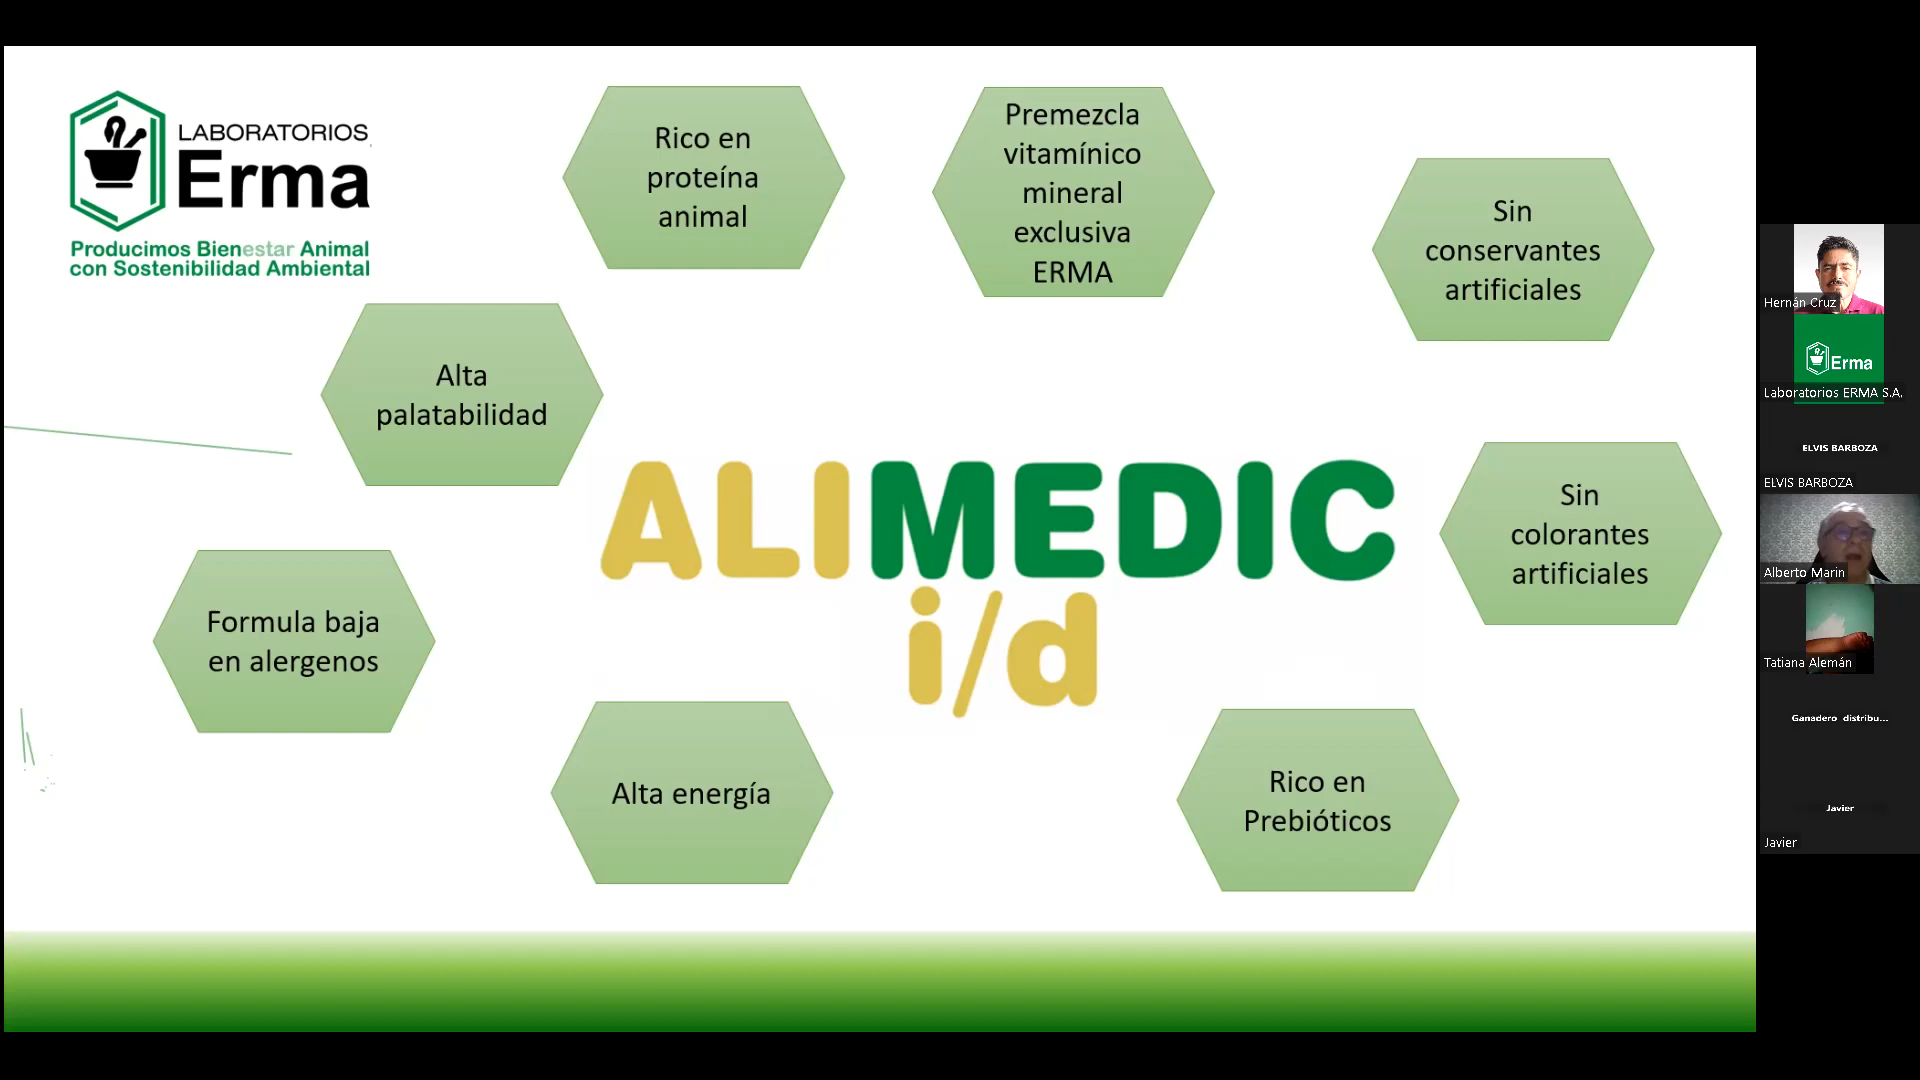 LABORATORIOS
Erma
Producimos Bienestar Animal
con Sostenibilidad Ambiental
Rico en
proteína
animal
Premezcla
vitamínico
mineral
exclusiva
ERMA
Sin
conservantes
artificiales
Alta
palatabilidad
ALIMEDIC
i/d
Sin
colorantes
artificiales
Formula baja
en alergenos
Alta energía
Rico en
Prebióticos
Hernán Cruz
Erma
Laboratorios ERMA S.A.
ELVIS BARBOZA
ELVIS BARBOZA
Alberto Marin
Tatiana Alemán
Ganadero distribu...
Javier
Javier